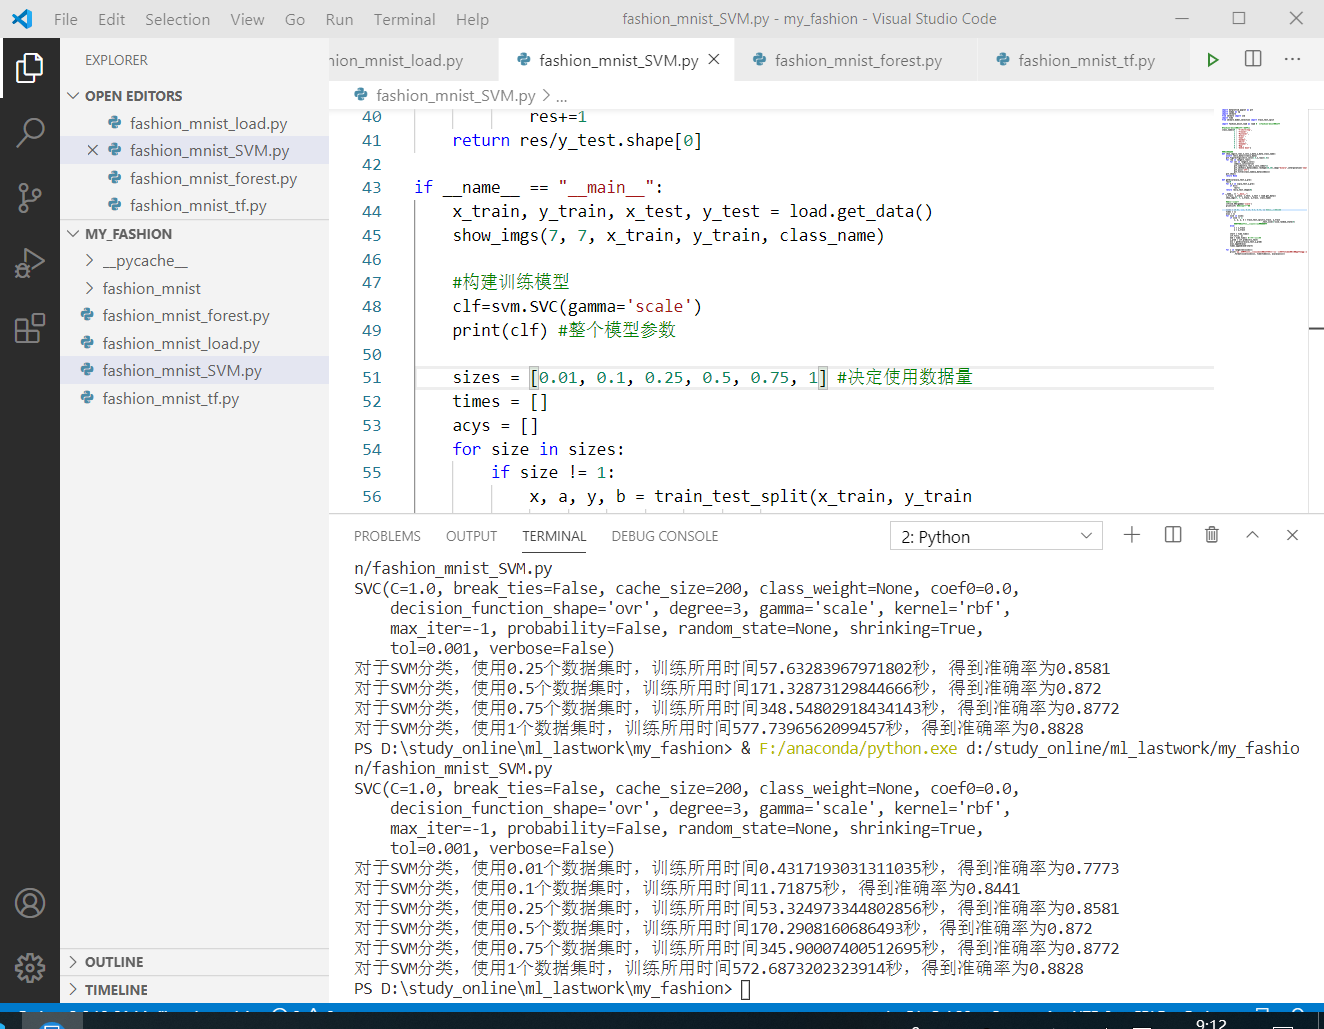 File Edit Selection View Go Run Terminal Help fashion_mnist_SVM.py - my_fashion - Visual Studio Code
EXPLORER
OPEN EDITORS
fashion_mnist_load.py
fashion_mnist_SVM.py
fashion_mnist_forest.py
fashion_mnist_tf.py
MY_FASHION
__pycache__
fashion_mnist
fashion_mnist_forest.py
fashion_mnist_load.py
fashion_mnist_SVM.py
fashion_mnist_tf.py
OUTLINE
TIMELINE
nion_mnist_load.py fashion_mnist_SVM.py fashion_mnist_forest.py fashion_mnist_tf.py
fashion_mnist_SVM.py > ...
40 res+=1
41 return res/y_test.shape[0]
42
43 if __name__ == "__main__":
44 x_train, y_train, x_test, y_test = load.get_data()
45 show_imgs(7, 7, x_train, y_train, class_name)
46
47 #构建训练模型
48 clf=svm.SVC(gamma='scale')
49 print(clf) #整个模型参数
50
51 sizes = [0.01, 0.1, 0.25, 0.5, 0.75, 1] #决定使用数据量
52 times = []
53 acys = []
54 for size in sizes:
55 if size != 1:
56 x, a, y, b = train_test_split(x_train, y_train
PROBLEMS OUTPUT TERMINAL DEBUG CONSOLE 2: Python
n/fashion_mnist_SVM.py
SVC(C=1.0, break_ties=False, cache_size=200, class_weight=None, coef0=0.0,
decision_function_shape='ovr', degree=3, gamma='scale', kernel='rbf',
max_iter=-1, probability=False, random_state=None, shrinking=True,
tol=0.001, verbose=False)
对于SVM分类，使用0.25个数据集时，训练所用时间57.63283967971802秒，得到准确率为0.8581
对于SVM分类，使用0.5个数据集时，训练所用时间171.32873129844666秒，得到准确率为0.872
对于SVM分类，使用0.75个数据集时，训练所用时间348.54802918434143秒，得到准确率为0.8772
对于SVM分类，使用1个数据集时，训练所用时间577.7396562099457秒，得到准确率为0.8828
PS D:\study_online\ml_lastwork\my_fashion> & F:/anaconda/python.exe d:/study_online/ml_lastwork/my_fashio
n/fashion_mnist_SVM.py
SVC(C=1.0, break_ties=False, cache_size=200, class_weight=None, coef0=0.0,
decision_function_shape='ovr', degree=3, gamma='scale', kernel='rbf',
max_iter=-1, probability=False, random_state=None, shrinking=True,
tol=0.001, verbose=False)
对于SVM分类，使用0.01个数据集时，训练所用时间0.4317193031311035秒，得到准确率为0.7773
对于SVM分类，使用0.1个数据集时，训练所用时间11.71875秒，得到准确率为0.8441
对于SVM分类，使用0.25个数据集时，训练所用时间53.324973344802856秒，得到准确率为0.8581
对于SVM分类，使用0.5个数据集时，训练所用时间170.2908160686493秒，得到准确率为0.872
对于SVM分类，使用0.75个数据集时，训练所用时间345.90007400512695秒，得到准确率为0.8772
对于SVM分类，使用1个数据集时，训练所用时间572.6873202323914秒，得到准确率为0.8828
PS D:\study_online\ml_lastwork\my_fashion>
9:12